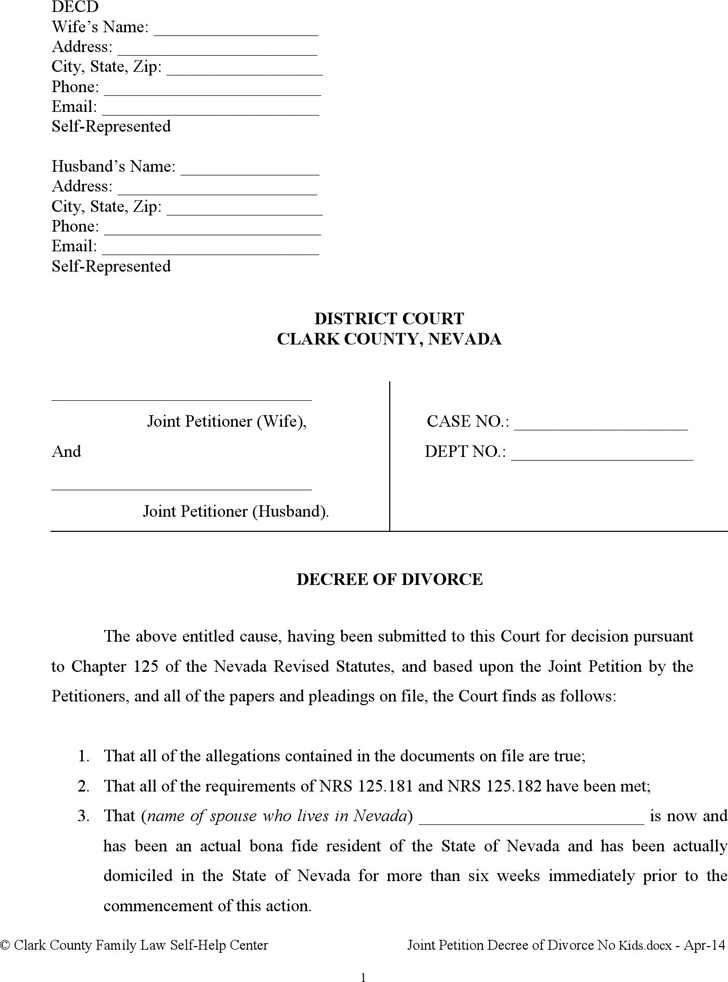 DECD
Wife’s Name: ___________________
Address: _______________________
City, State, Zip: __________________
Phone: _________________________
Email: _________________________
Self-Represented
Husband’s Name: ________________
Address: _______________________
City, State, Zip: __________________
Phone: _________________________
Email: _________________________
Self-Represented
DISTRICT COURT
CLARK COUNTY, NEVADA
______________________________
Joint Petitioner (Wife),
CASE NO.: ____________________
And
DEPT NO.: _____________________
______________________________
Joint Petitioner (Husband).
DECREE OF DIVORCE
The above entitled cause, having been submitted to this Court for decision pursuant
to Chapter 125 of the Nevada Revised Statutes, and based upon the Joint Petition by the
Petitioners, and all of the papers and pleadings on file, the Court finds as follows:
1. That all of the allegations contained in the documents on file are true;
2. That all of the requirements of NRS 125.181 and NRS 125.182 have been met;
3. That (name of spouse who lives in Nevada) __________________________ is now and
has been an actual bona fide resident of the State of Nevada and has been actually
domiciled in the State of Nevada for more than six weeks immediately prior to the
commencement of this action.
© Clark County Family Law Self-Help Center Joint Petition Decree of Divorce No Kids.docx - Apr-14
1